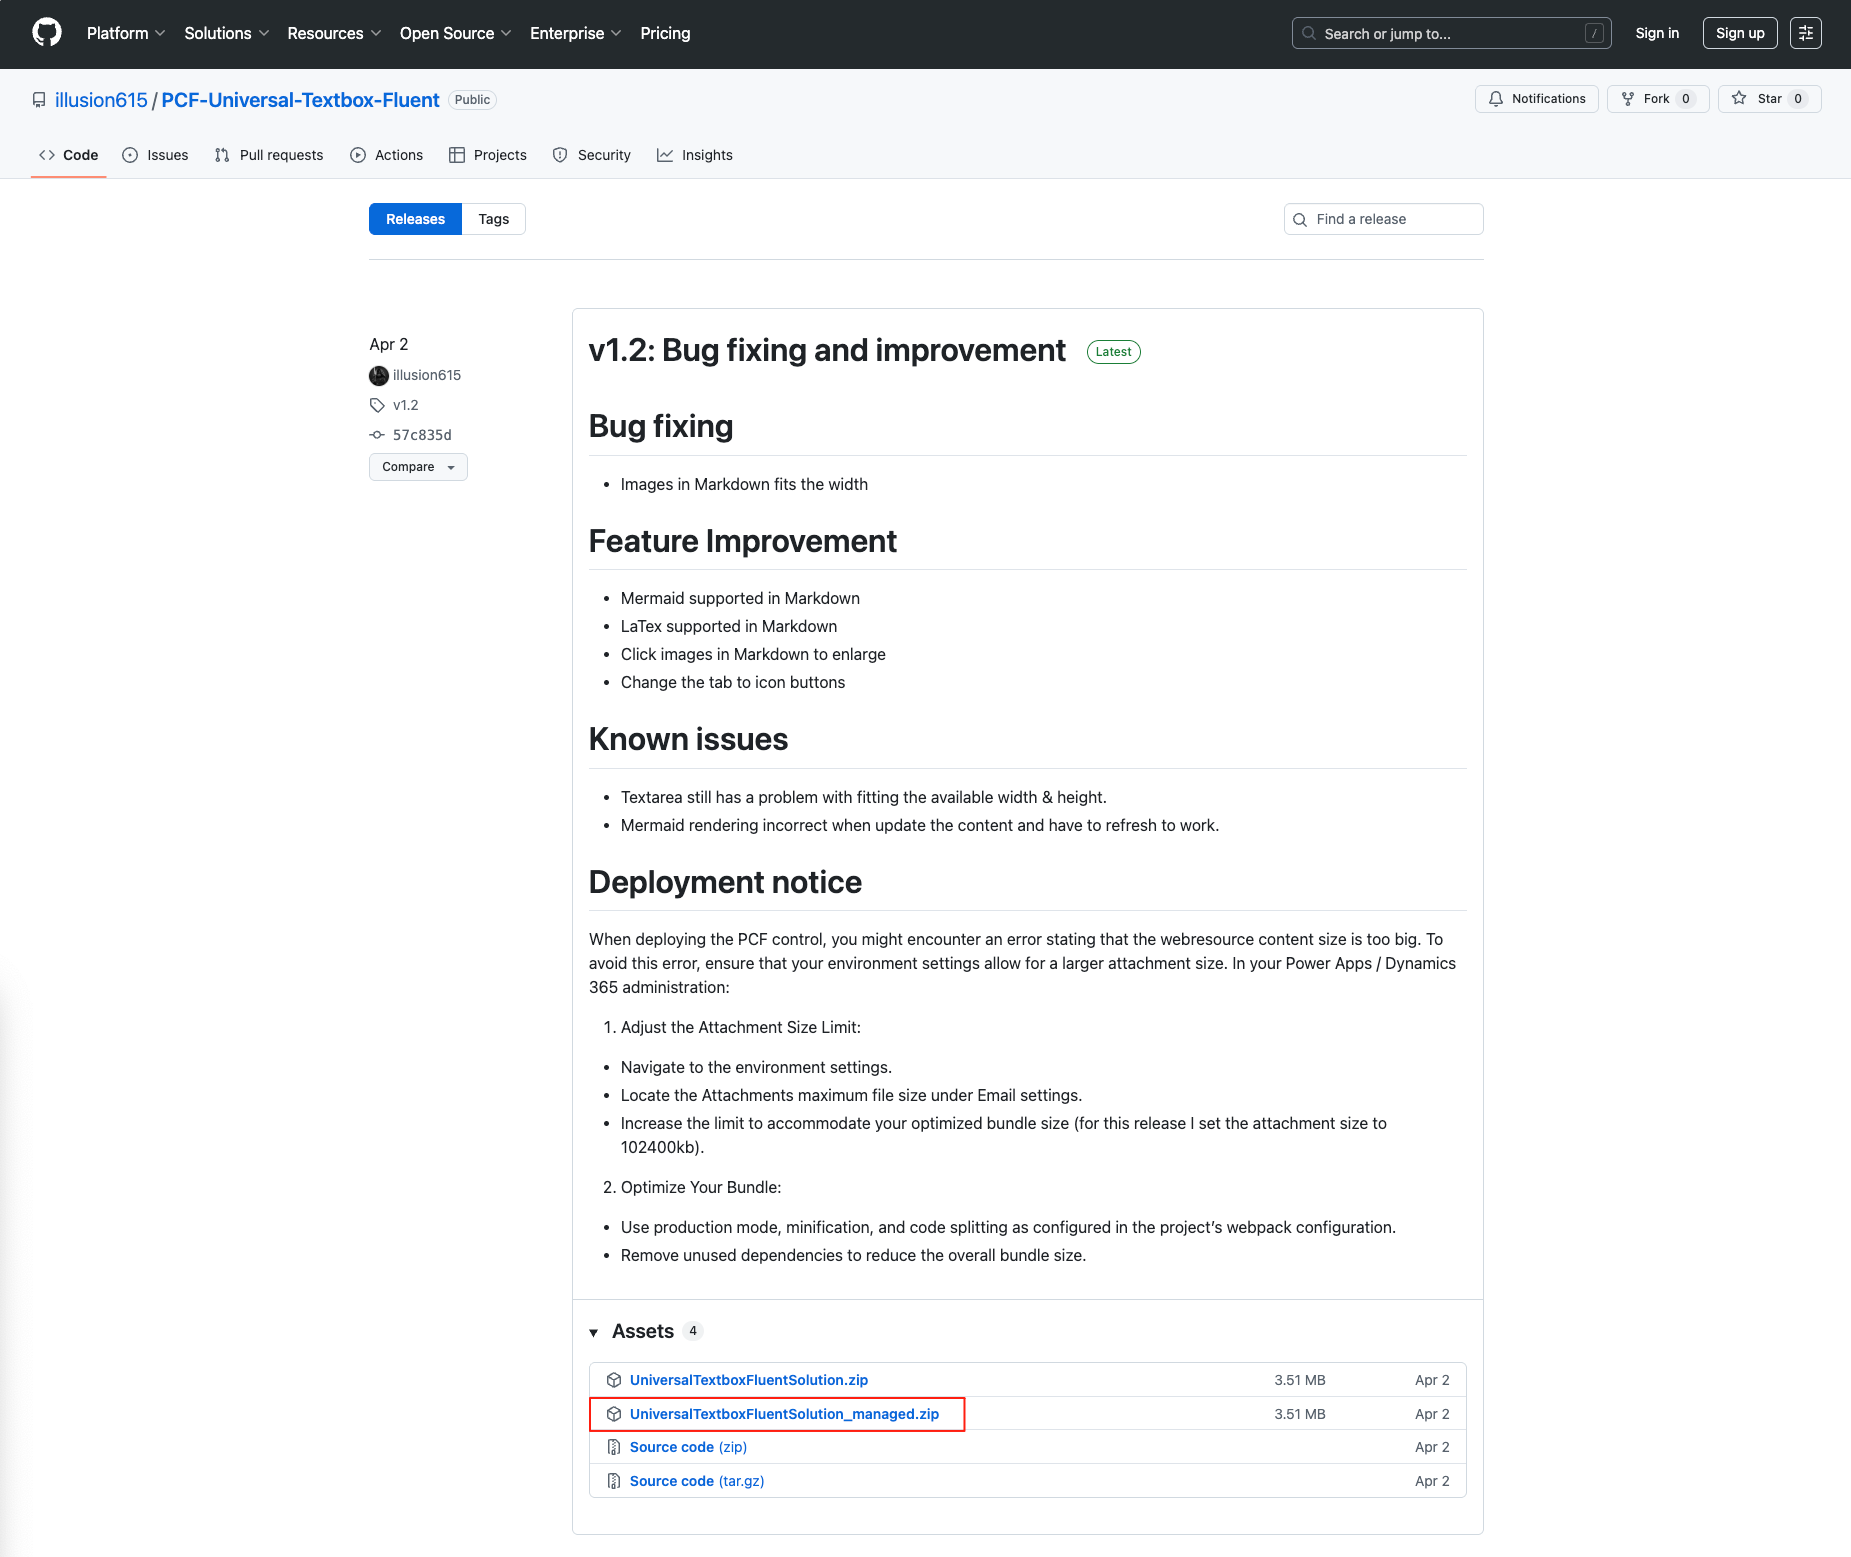 Platform Solutions Resources Open Source Enterprise Pricing Search or jump to... / Sign in Sign up
illusion615 / PCF-Universal-Textbox-Fluent Public Notifications Fork 0 Star 0
Code Issues Pull requests Actions Projects Security Insights
Releases Tags Find a release
Apr 2
illusion615
v1.2
57c835d
Compare
v1.2: Bug fixing and improvement Latest
Bug fixing
• Images in Markdown fits the width
Feature Improvement
• Mermaid supported in Markdown
• LaTex supported in Markdown
• Click images in Markdown to enlarge
• Change the tab to icon buttons
Known issues
• Textarea still has a problem with fitting the available width & height.
• Mermaid rendering incorrect when update the content and have to refresh to work.
Deployment notice
When deploying the PCF control, you might encounter an error stating that the webresource content size is too big. To
avoid this error, ensure that your environment settings allow for a larger attachment size. In your Power Apps / Dynamics
365 administration:
1. Adjust the Attachment Size Limit:
• Navigate to the environment settings.
• Locate the Attachments maximum file size under Email settings.
• Increase the limit to accommodate your optimized bundle size (for this release I set the attachment size to
102400kb).
2. Optimize Your Bundle:
• Use production mode, minification, and code splitting as configured in the project's webpack configuration.
• Remove unused dependencies to reduce the overall bundle size.
Assets 4
UniversalTextboxFluentSolution.zip 3.51 MB Apr 2
UniversalTextboxFluentSolution_managed.zip 3.51 MB Apr 2
Source code (zip) Apr 2
Source code (tar.gz) Apr 2